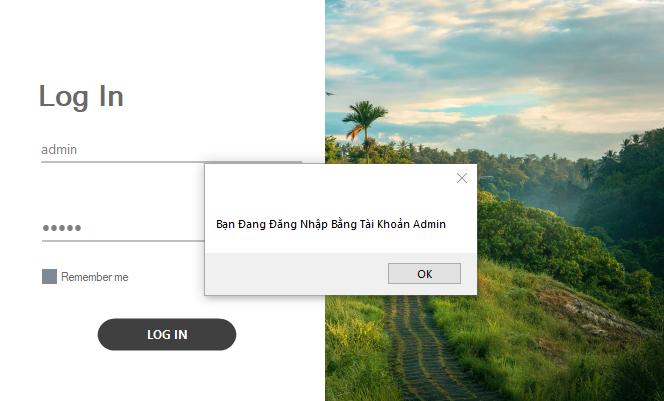 Log In
admin
•••••
Remember me
LOG IN
Bạn Đang Đăng Nhập Bằng Tài Khoản Admin
OK